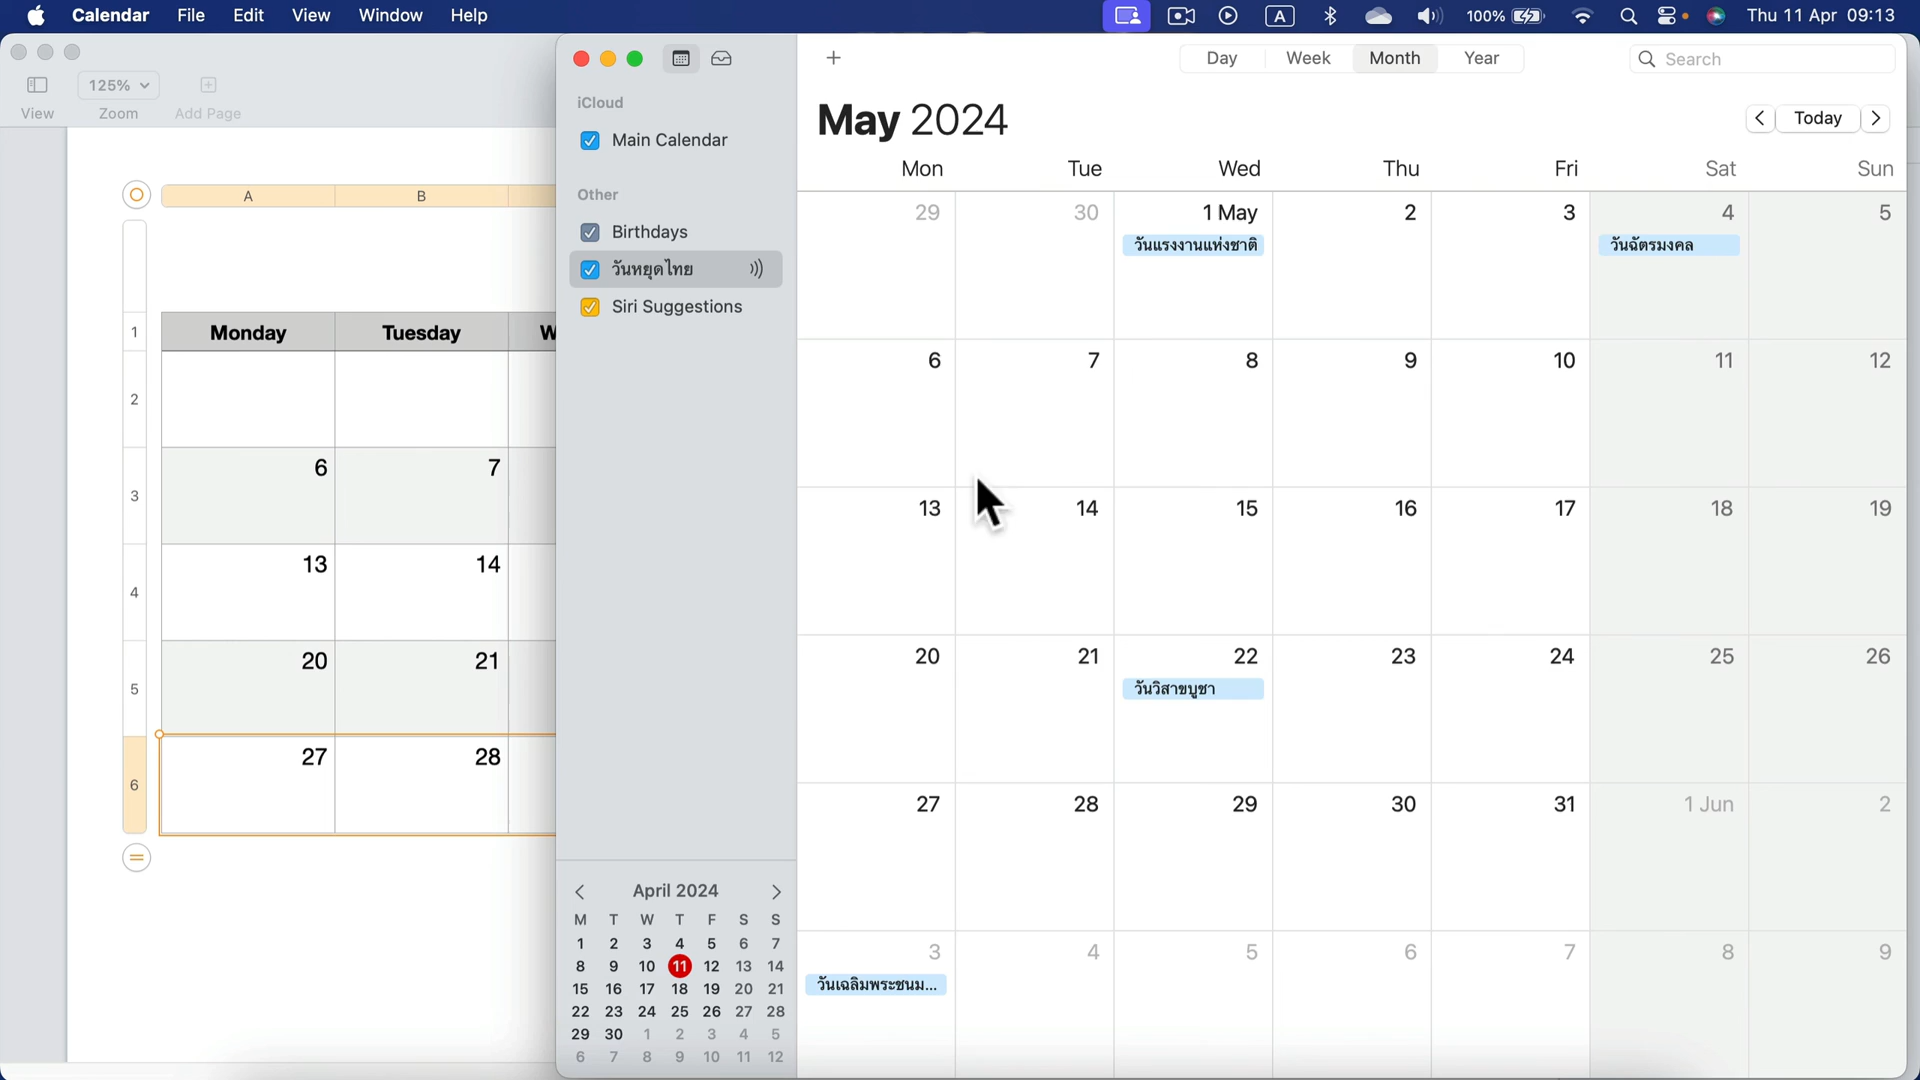 Calendar File Edit View Window Help
A 100% Thu 11 Apr 09:13
125%
View Zoom Add Page
A B
1 Monday Tuesday W
2
3 6 7
4 13 14
5 20 21
6 27 28
iCloud
Main Calendar
Other
Birthdays
วันหยุดไทย
Siri Suggestions
April 2024
M T W T F S S
1 2 3 4 5 6 7
8 9 10 11 12 13 14
15 16 17 18 19 20 21
22 23 24 25 26 27 28
29 30 1 2 3 4 5
6 7 8 9 10 11 12
Day Week Month Year Search
May 2024 Today
Mon Tue Wed Thu Fri Sat Sun
29 30 1 May 2 3 4 5
วันแรงงานแห่งชาติ วันฉัตรมงคล
6 7 8 9 10 11 12
13 14 15 16 17 18 19
20 21 22 23 24 25 26
วันวิสาขบูชา
27 28 29 30 31 1 Jun 2
3 4 5 6 7 8 9
วันเฉลิมพระชนม...